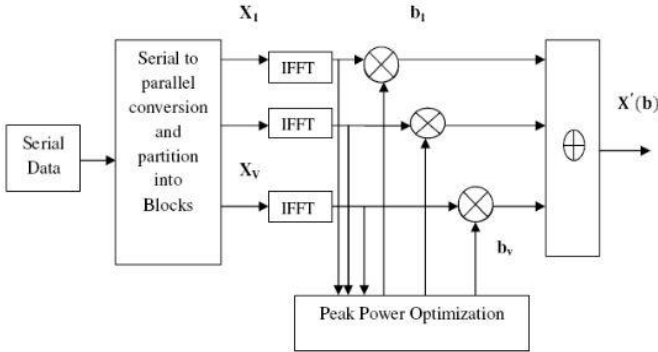 X1
b1
Serial to
parallel
conversion
and
partition
into
Blocks
IFFT
X′(b)
Serial
Data
IFFT
XV
IFFT
bv
Peak Power Optimization